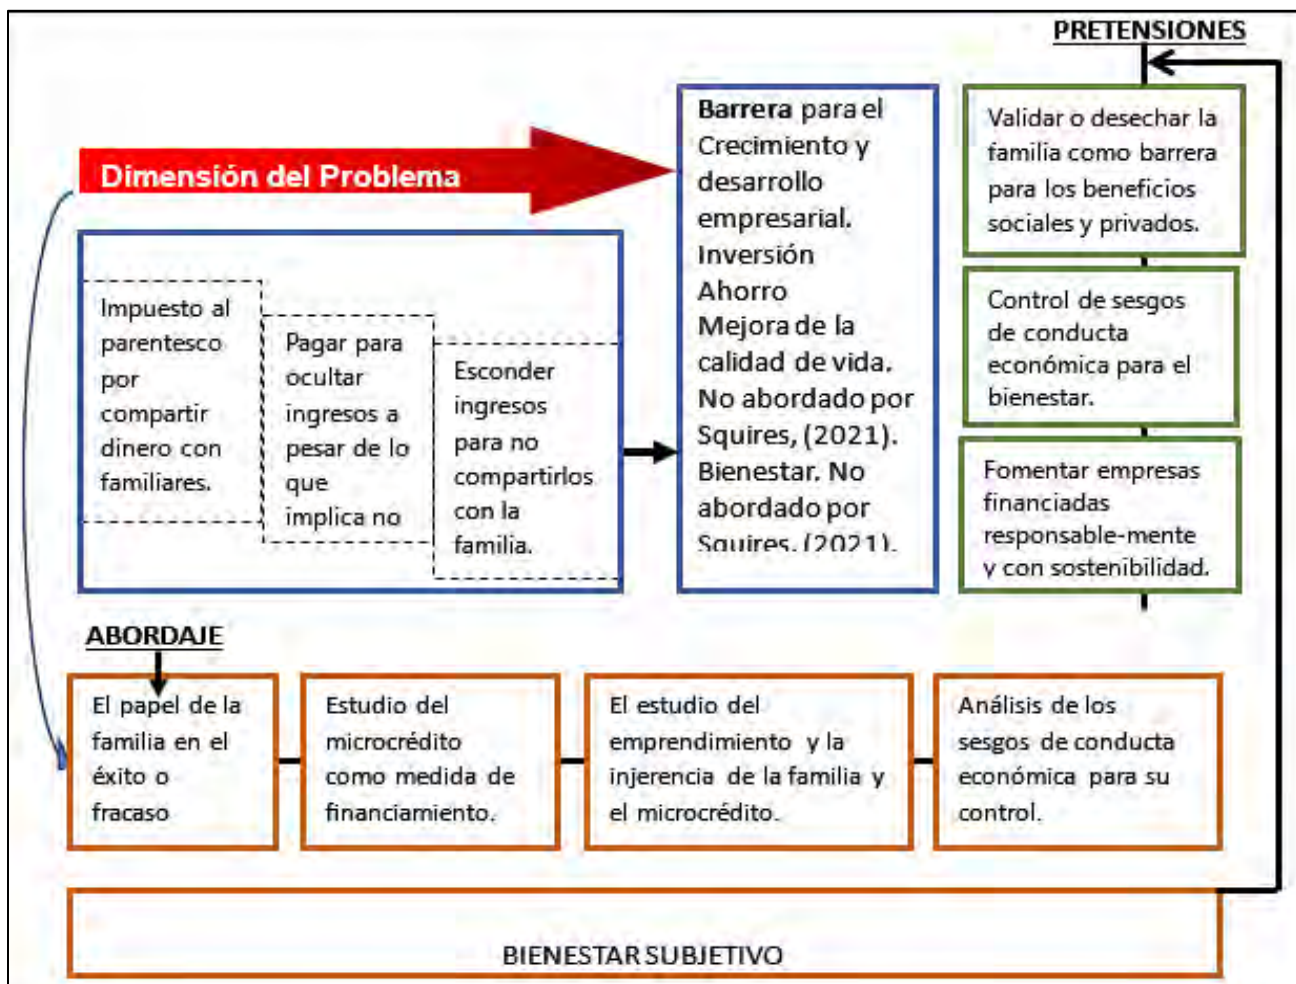 PRETENSIONES
Dimensión del Problema
Impuesto al
parentesco
por
compartir
dinero con
familiares.
Pagar para
ocultar
ingresos a
pesar de lo
que
implica no
Esconder
ingresos
para no
compartirlos
con la
familia.
Barrera para el
Crecimiento y
desarrollo
empresarial.
Inversión
Ahorro
Mejora de la
calidad de vida.
No abordado por
Squires, (2021).
Bienestar. No
abordado por
Squires. (2021).
Validar o desechar la
familia como barrera
para los beneficios
sociales y privados.
Control de sesgos
de conducta
económica para el
bienestar.
Fomentar empresas
financiadas
responsable-mente
y con sostenibilidad.
ABORDAJE
El papel de la
familia en el
éxito o
fracaso
Estudio del
microcrédito
como medida de
financiamiento.
El estudio del
emprendimiento y la
injerencia de la familia y
el microcrédito.
Análisis de los
sesgos de conducta
económica para su
control.
BIENESTAR SUBJETIVO